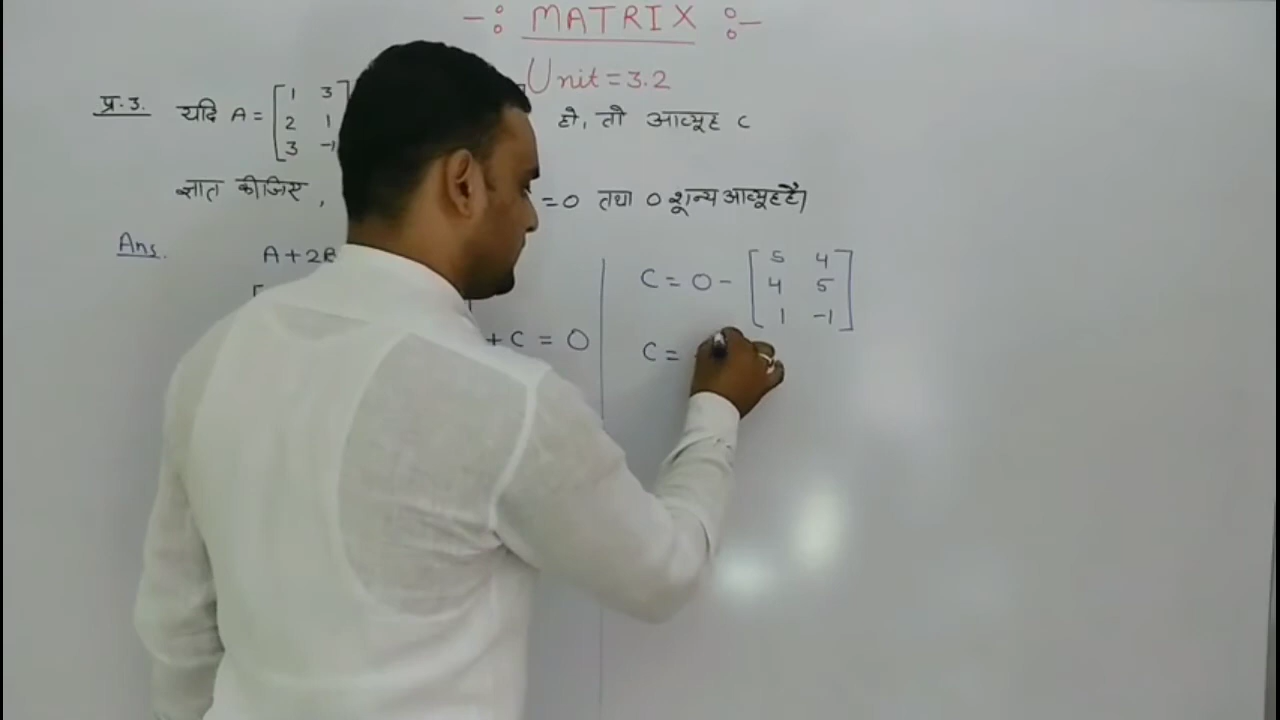 -: MATRIX :-
Unit = 3.2
प्र.3. यदि A = [ 1 3
2 1
3 -1 हो, तो आव्यूह C
ज्ञात कीजिए, = 0 तथा 0 शून्य आव्यूह है।
Ans. A + 2B
+ C = 0
C = 0 - [ 5 4
4 5
1 -1 ]
C =